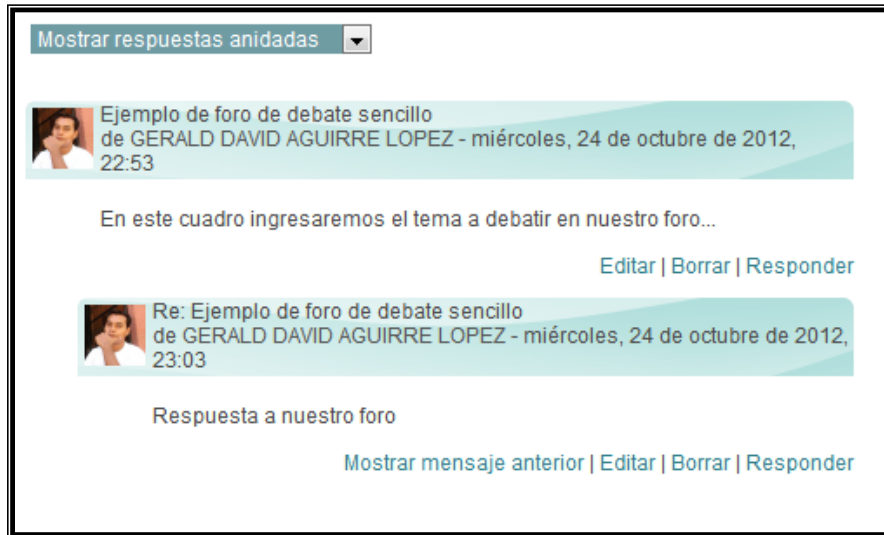 Mostrar respuestas anidadas
Ejemplo de foro de debate sencillo
de GERALD DAVID AGUIRRE LOPEZ - miércoles, 24 de octubre de 2012,
22:53
En este cuadro ingresaremos el tema a debatir en nuestro foro...
Editar | Borrar | Responder
Re: Ejemplo de foro de debate sencillo
de GERALD DAVID AGUIRRE LOPEZ - miércoles, 24 de octubre de 2012,
23:03
Respuesta a nuestro foro
Mostrar mensaje anterior | Editar | Borrar | Responder